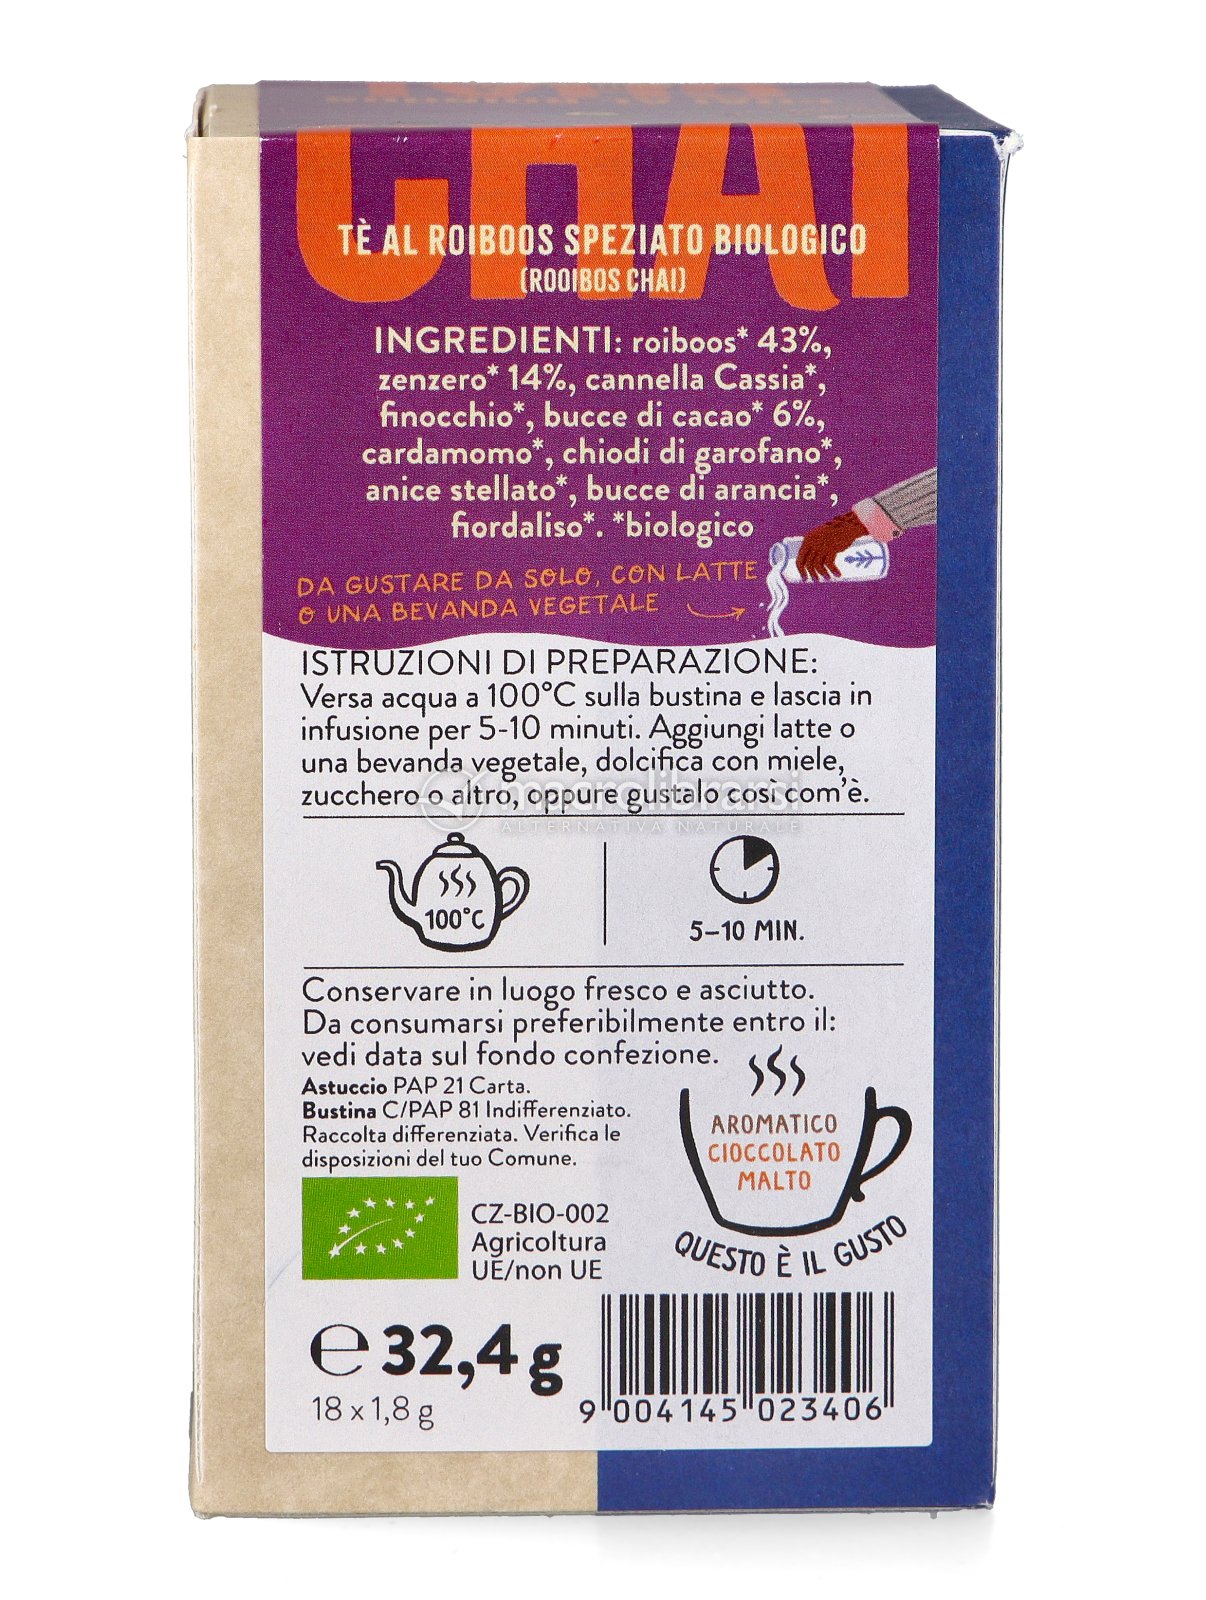 CHAI
TÈ AL ROIBOOS SPEZIATO BIOLOGICO
(ROOIBOS CHAI)
INGREDIENTI: roiboos* 43%,
zenzero* 14%, cannella Cassia*,
finocchio*, bucce di cacao* 6%,
cardamomo*, chiodi di garofano*,
anice stellato*, bucce di arancia*,
fiordaliso*. *biologico
DA GUSTARE DA SOLO, CON LATTE
O UNA BEVANDA VEGETALE
ISTRUZIONI DI PREPARAZIONE:
Versa acqua a 100°C sulla bustina e lascia in
infusione per 5-10 minuti. Aggiungi latte o
una bevanda vegetale, dolcifica con miele,
zucchero o altro, oppure gustalo così com'è.
macrolibrarsi
ALTERNATIVA NATURALE
100°C
5–10 MIN.
Conservare in luogo fresco e asciutto.
Da consumarsi preferibilmente entro il:
vedi data sul fondo confezione.
Astuccio PAP 21 Carta.
Bustina C/PAP 81 Indifferenziato.
Raccolta differenziata. Verifica le
disposizioni del tuo Comune.
AROMATICO
CIOCCOLATO
MALTO
QUESTO È IL GUSTO
CZ-BIO-002
Agricoltura
UE/non UE
℮ 32,4 g
18 x 1,8 g
9 004145 023406